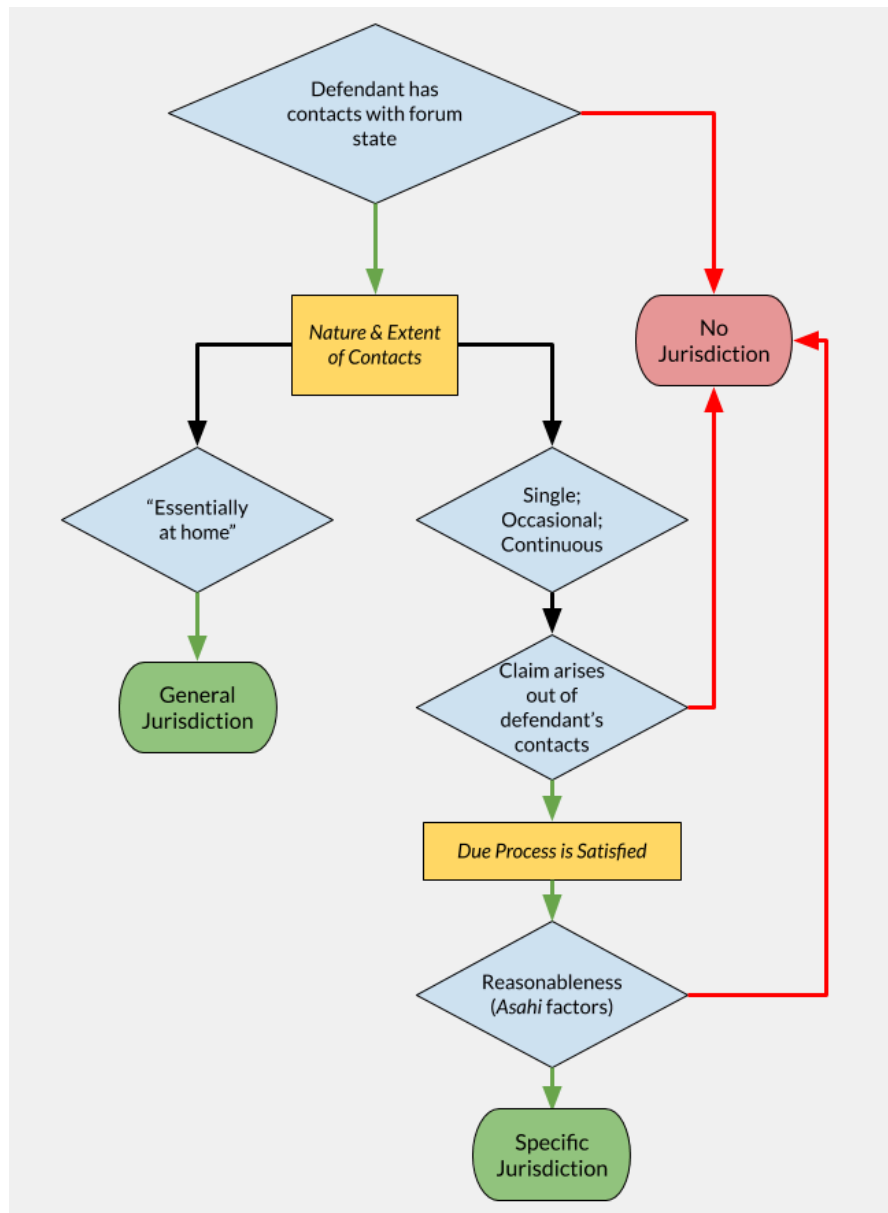 Defendant has
contacts with forum
state
Nature & Extent
of Contacts
No
Jurisdiction
“Essentially
at home”
Single;
Occasional;
Continuous
General
Jurisdiction
Claim arises
out of
defendant’s
contacts
Due Process is Satisfied
Reasonableness
(Asahi factors)
Specific
Jurisdiction